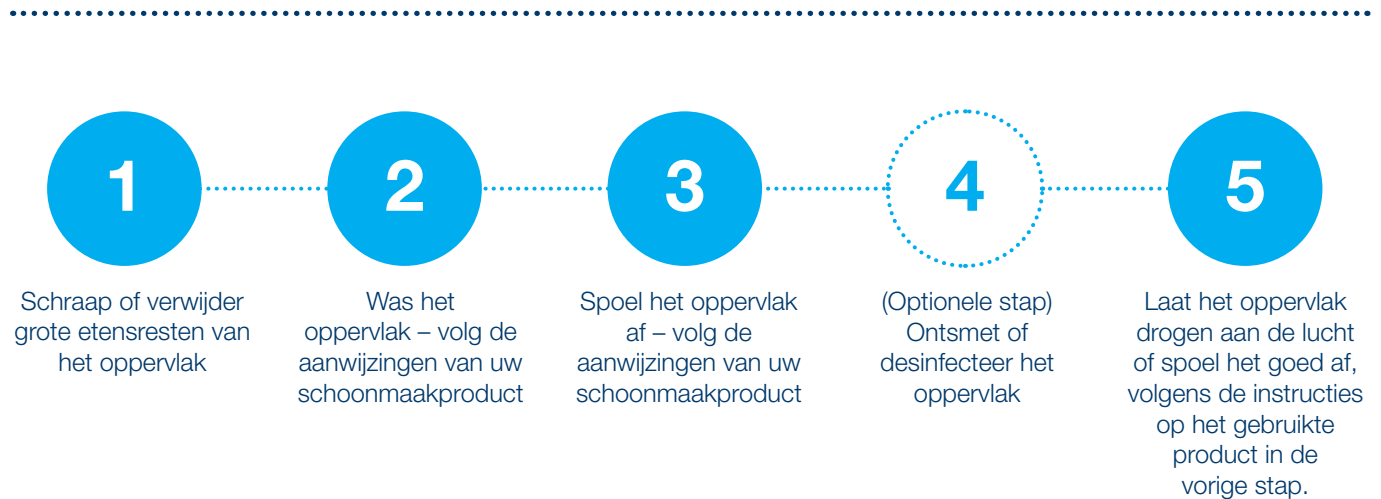 1
Schraap of verwijder
grote etensresten van
het oppervlak
2
Was het
oppervlak – volg de
aanwijzingen van uw
schoonmaakproduct
3
Spoel het oppervlak
af – volg de
aanwijzingen van uw
schoonmaakproduct
4
(Optionele stap)
Ontsmet of
desinfecteer het
oppervlak
5
Laat het oppervlak
drogen aan de lucht
of spoel het goed af,
volgens de instructies
op het gebruikte
product in de
vorige stap.